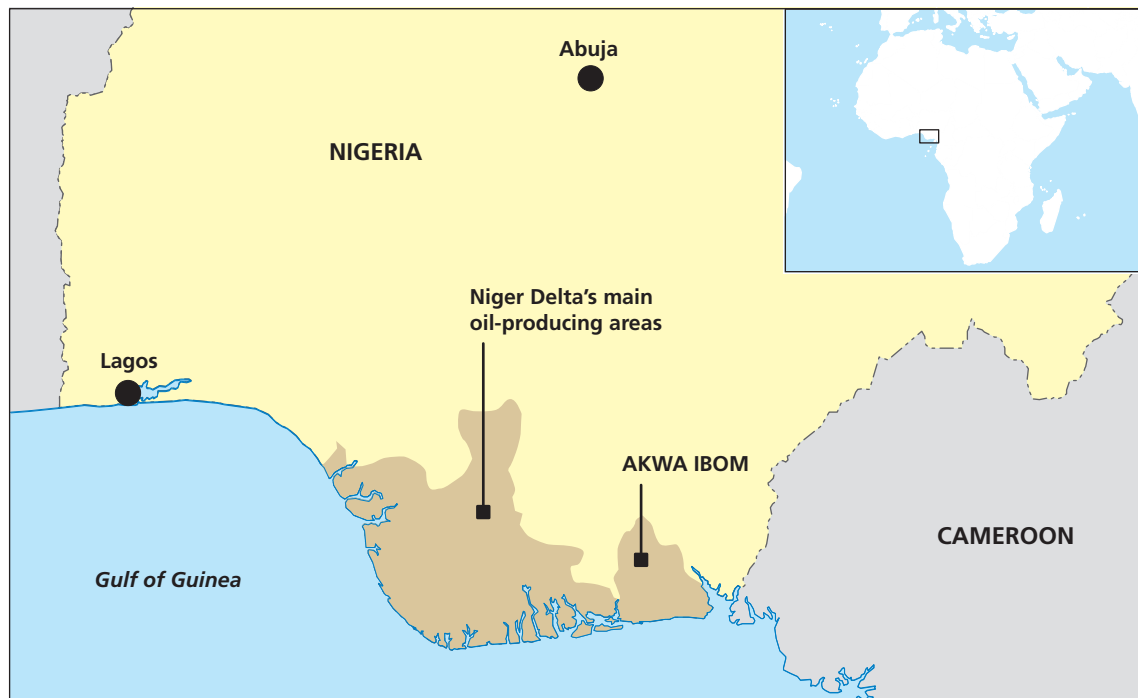 Abuja
NIGERIA
Niger Delta's main
oil-producing areas
Lagos
AKWA IBOM
CAMEROON
Gulf of Guinea